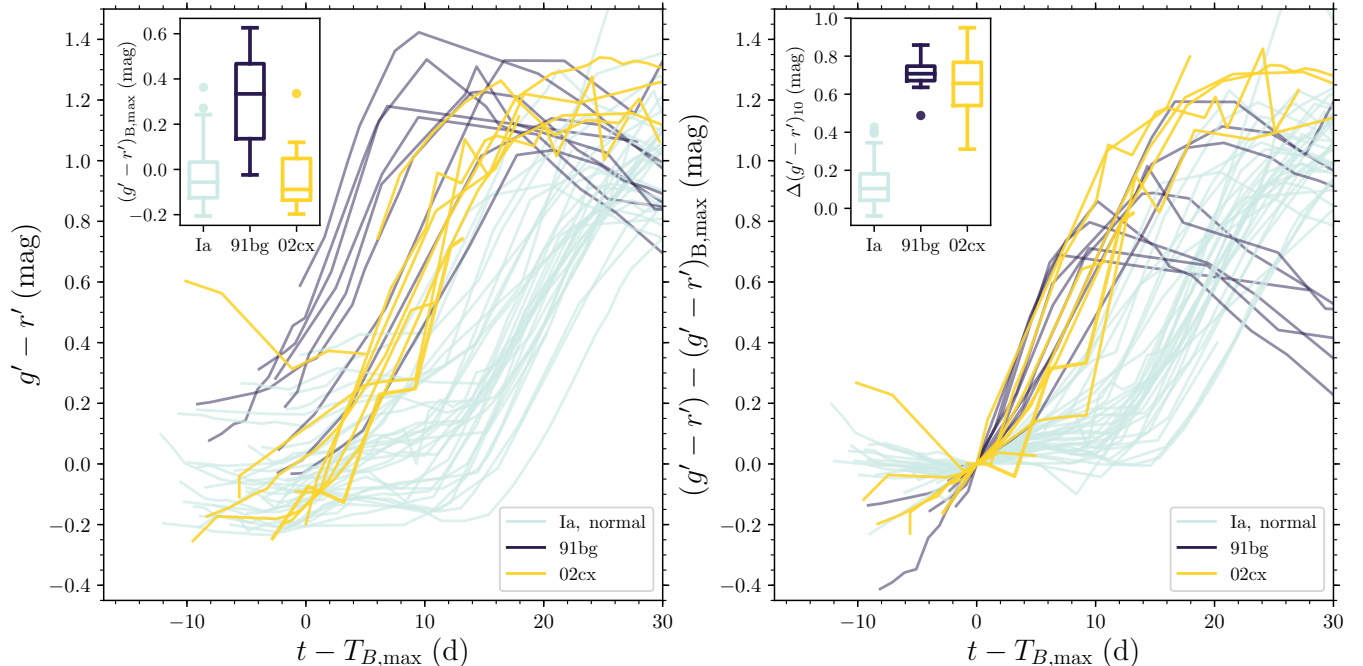 1.4
1.2
1.0
0.8
0.6
0.4
0.2
0.0
−0.2
−0.4
g′ − r′ (mag)
−10
0
10
20
30
t − T_{B,max} (d)
0.6
0.4
0.2
0.0
−0.2
(g′ − r′)_{B,max} (mag)
Ia 91bg 02cx
Ia, normal
91bg
02cx
1.4
1.2
1.0
0.8
0.6
0.4
0.2
0.0
−0.2
−0.4
(g′ − r′) − (g′ − r′)_{B,max} (mag)
−10
0
10
20
30
t − T_{B,max} (d)
1.0
0.8
0.6
0.4
0.2
0.0
Δ(g′ − r′)_{10} (mag)
Ia 91bg 02cx
Ia, normal
91bg
02cx